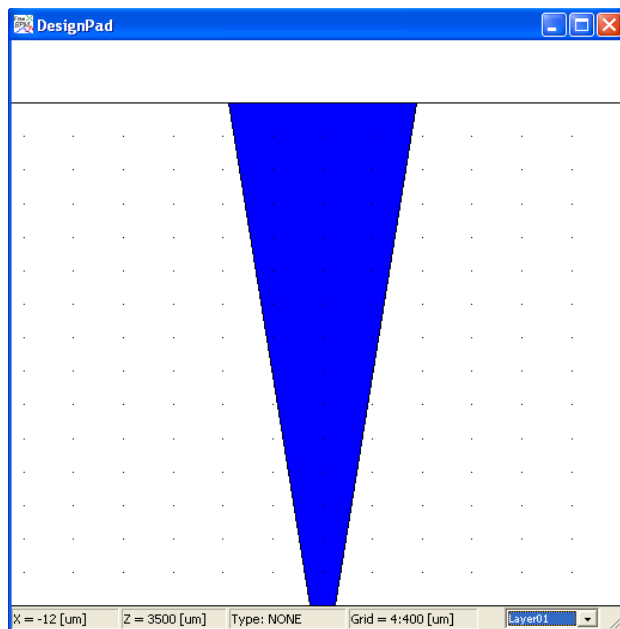 DesignPad
X = -12 [um] Z = 3500 [um] Type: NONE Grid = 4:400 [um] Layer01